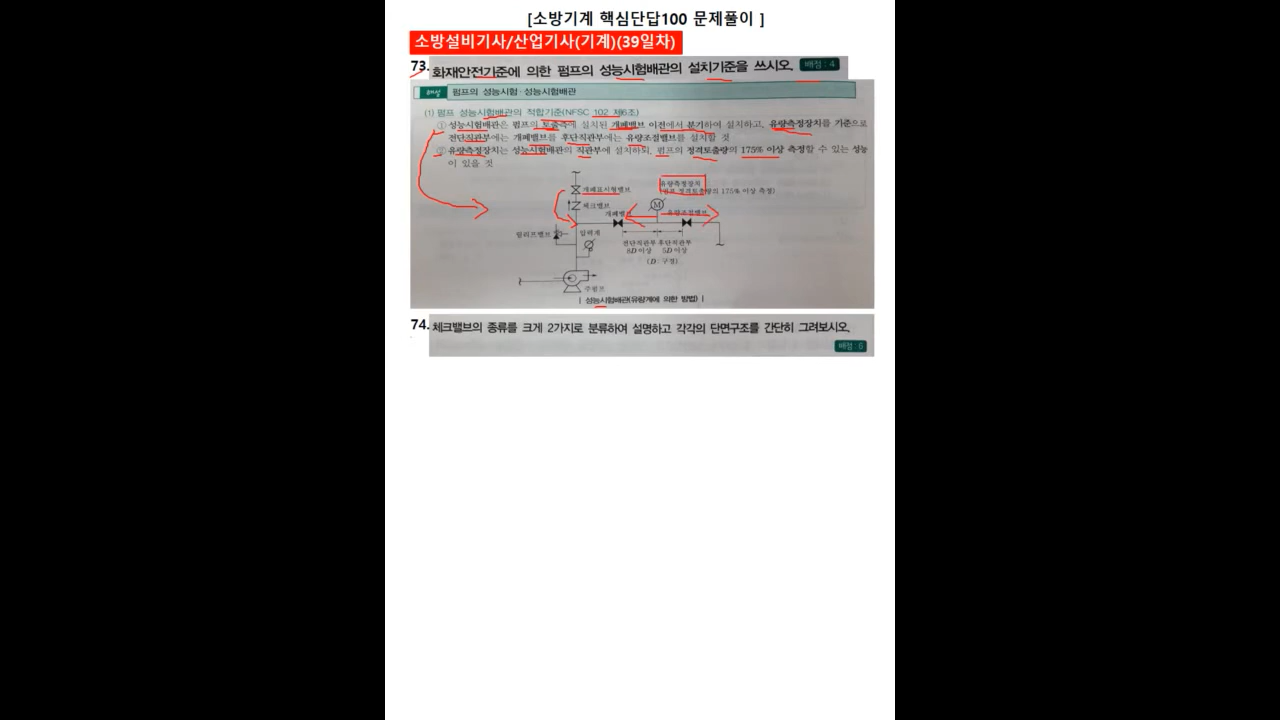 [소방기계 핵심단답100 문제풀이 ]
소방설비기사/산업기사(기계)(39일차)
73. 화재안전기준에 의한 펌프의 성능시험배관의 설치기준을 쓰시오. 배점 : 4
해설 펌프의 성능시험·성능시험배관
(1) 펌프 성능시험배관의 적합기준(NFSC 102 제6조)
① 성능시험배관은 펌프의 토출측에 설치된 개폐밸브 이전에서 분기하여 설치하고, 유량측정장치를 기준으로
전단직관부에는 개폐밸브를 후단직관부에는 유량조절밸브를 설치할 것
② 유량측정장치는 성능시험배관의 직관부에 설치하되, 펌프의 정격토출량의 175% 이상 측정할 수 있는 성능
이 있을 것
개폐표시형밸브
유량측정장치
(펌프 정격토출량의 175% 이상 측정)
체크밸브
M
개폐밸브
유량조절밸브
릴리프밸브
압력계
전단직관부 후단직관부
8D이상 5D이상
(D : 구경)
주펌프
| 성능시험배관(유량계에 의한 방법) |
74. 체크밸브의 종류를 크게 2가지로 분류하여 설명하고 각각의 단면구조를 간단히 그려보시오.
배점 : 6